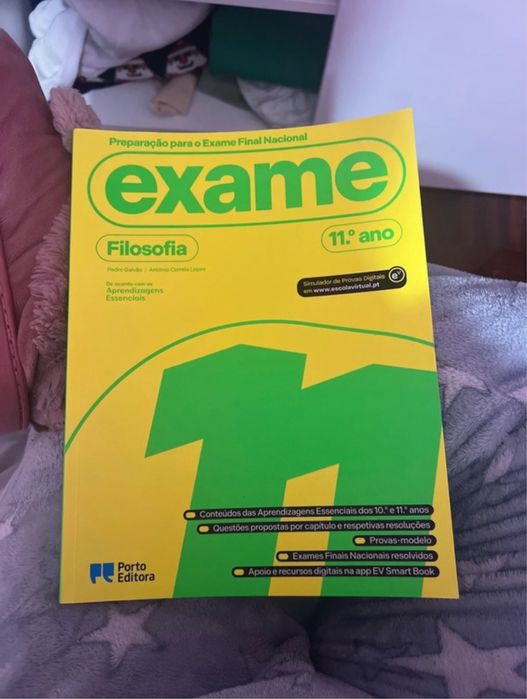 Preparação para o Exame Final Nacional
exame
Filosofia
11.º ano
Pedro Galvão | António Correia Lopes
De acordo com as
Aprendizagens
Essenciais
Simulador de Provas Digitais
em www.escolavirtual.pt
eV
11
Conteúdos das Aprendizagens Essenciais dos 10.º e 11.º anos
Questões propostas por capítulo e respetivas resoluções
Provas-modelo
Exames Finais Nacionais resolvidos
Apoio e recursos digitais na app EV Smart Book
Porto
Editora